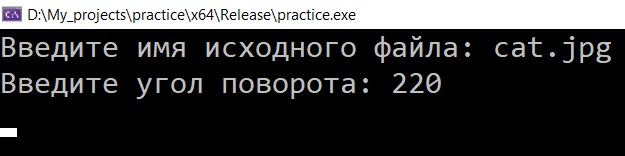 D:\My_projects\practice\x64\Release\practice.exe
Введите имя исходного файла: cat.jpg
Введите угол поворота: 220